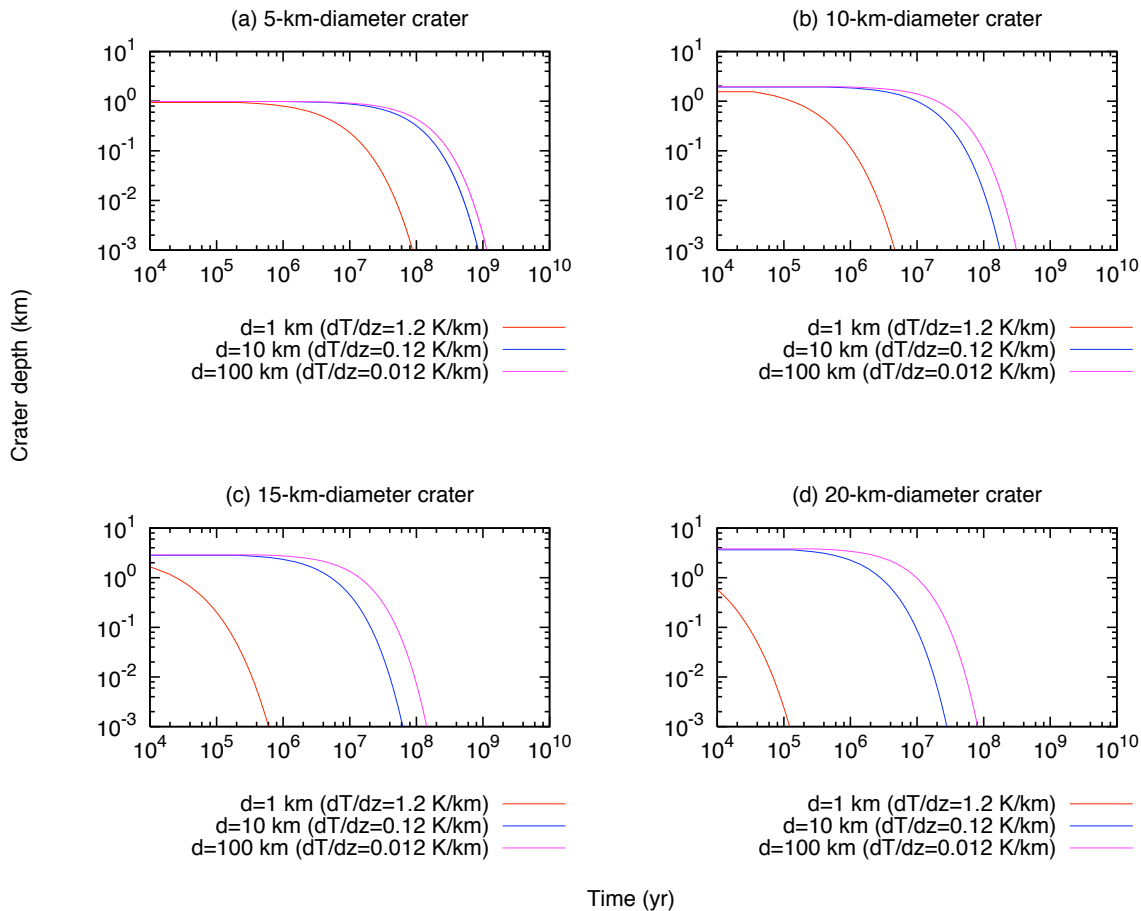 (a) 5-km-diameter crater
10^1
10^0
10^-1
10^-2
10^-3
10^4 10^5 10^6 10^7 10^8 10^9 10^10
d=1 km (dT/dz=1.2 K/km)
d=10 km (dT/dz=0.12 K/km)
d=100 km (dT/dz=0.012 K/km)
(b) 10-km-diameter crater
10^1
10^0
10^-1
10^-2
10^-3
10^4 10^5 10^6 10^7 10^8 10^9 10^10
d=1 km (dT/dz=1.2 K/km)
d=10 km (dT/dz=0.12 K/km)
d=100 km (dT/dz=0.012 K/km)
Crater depth (km)
(c) 15-km-diameter crater
10^1
10^0
10^-1
10^-2
10^-3
10^4 10^5 10^6 10^7 10^8 10^9 10^10
d=1 km (dT/dz=1.2 K/km)
d=10 km (dT/dz=0.12 K/km)
d=100 km (dT/dz=0.012 K/km)
(d) 20-km-diameter crater
10^1
10^0
10^-1
10^-2
10^-3
10^4 10^5 10^6 10^7 10^8 10^9 10^10
d=1 km (dT/dz=1.2 K/km)
d=10 km (dT/dz=0.12 K/km)
d=100 km (dT/dz=0.012 K/km)
Time (yr)